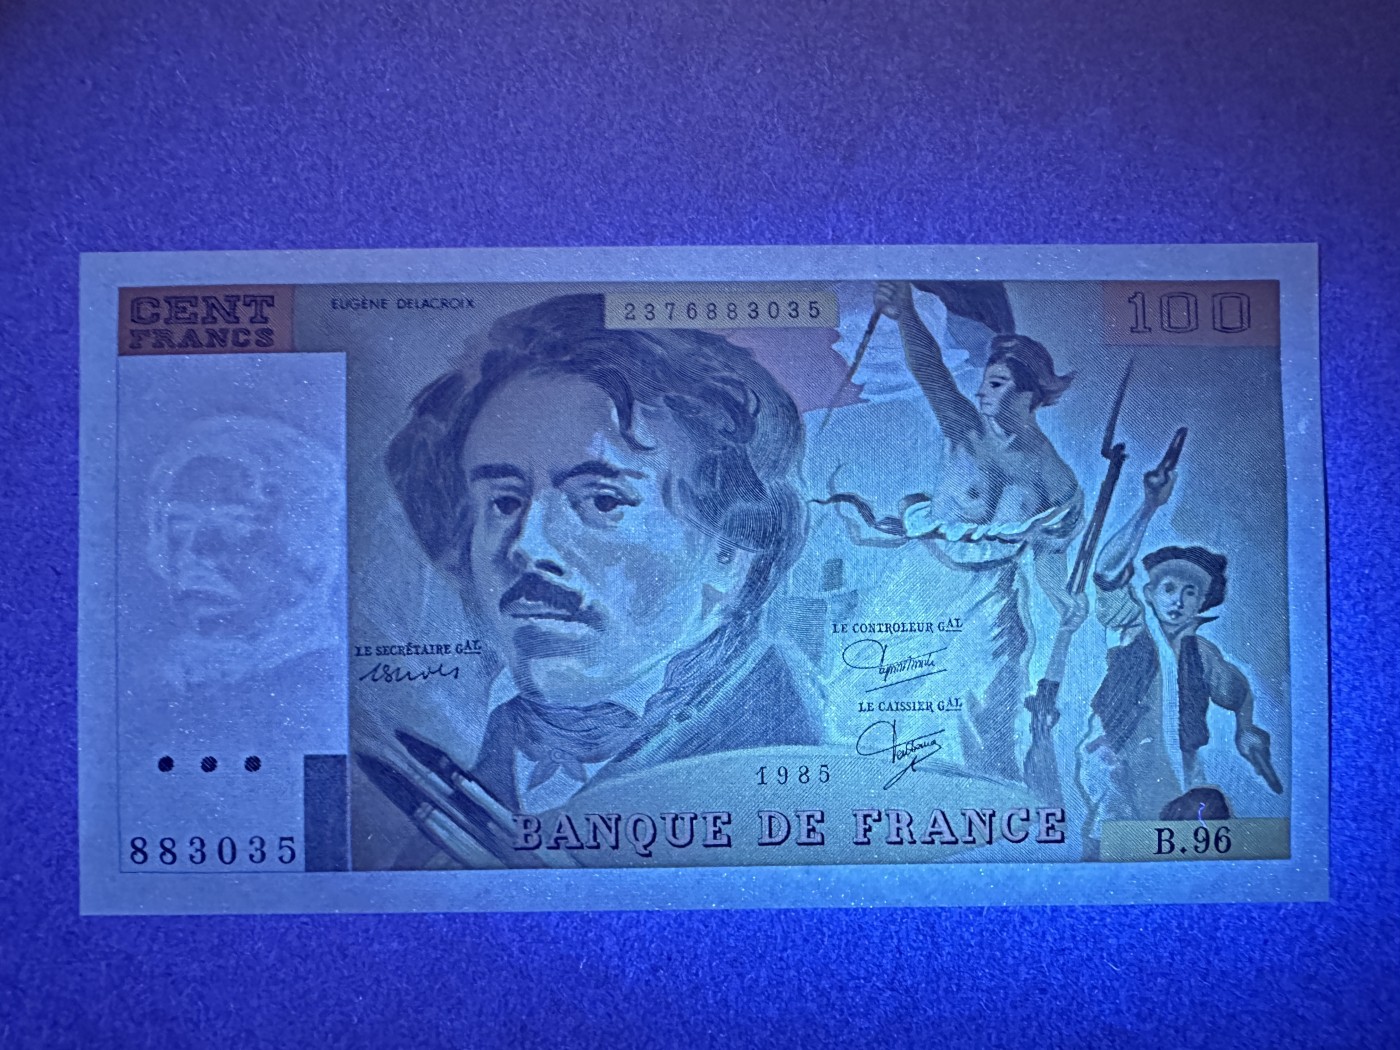 CENT
FRANCS
EUGÈNE DELACROIX
2376883035
100
LE SECRÉTAIRE GAL
LE CONTROLEUR GAL
LE CAISSIER GAL
1985
BANQUE DE FRANCE
883035
B.96